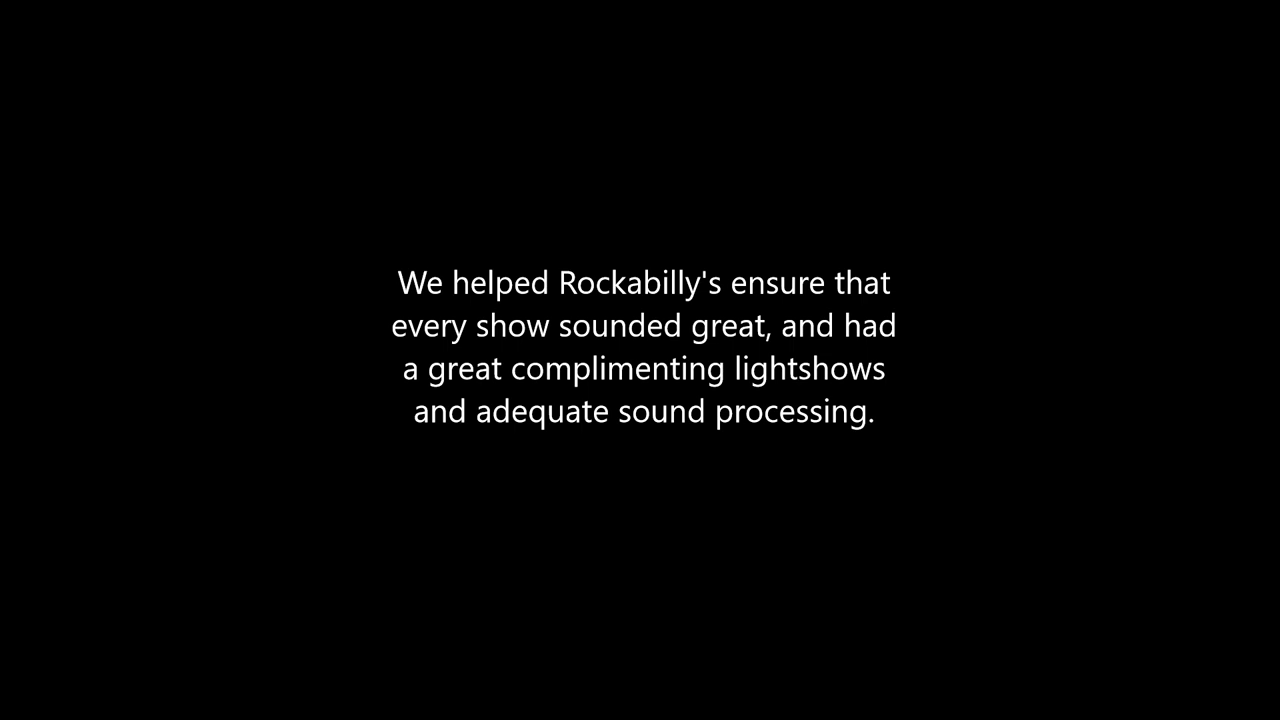 We helped Rockabilly's ensure that
every show sounded great, and had
a great complimenting lightshows
and adequate sound processing.